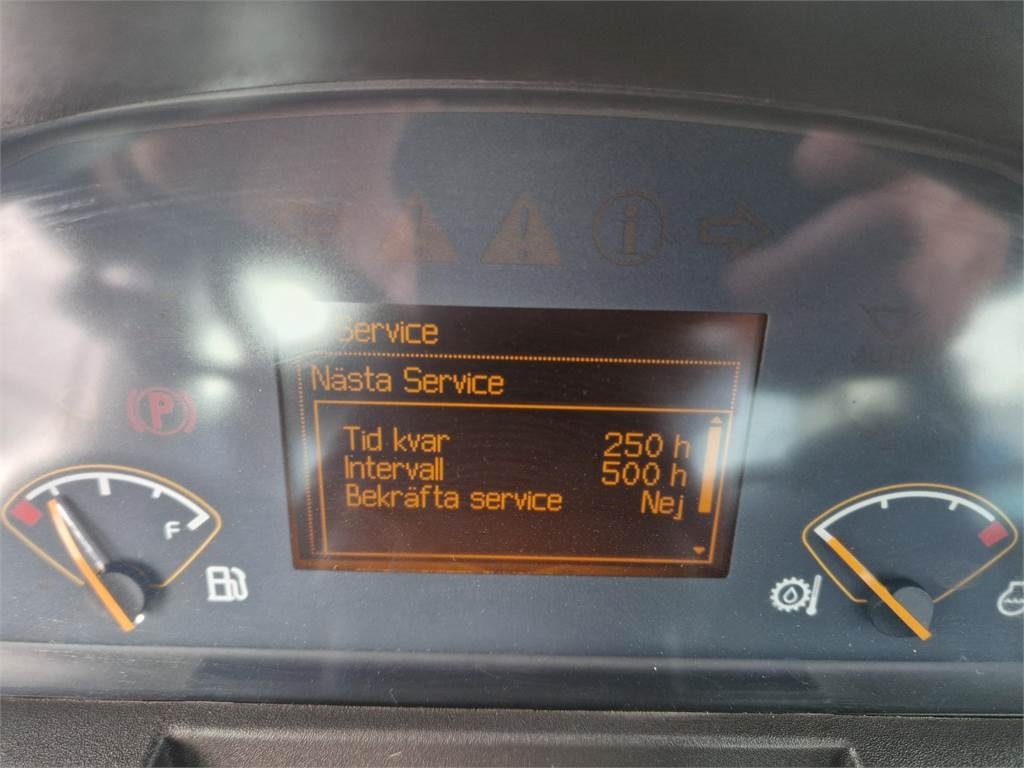 Service
Nästa Service
Tid kvar 250 h
Intervall 500 h
Bekräfta service Nej
P
F